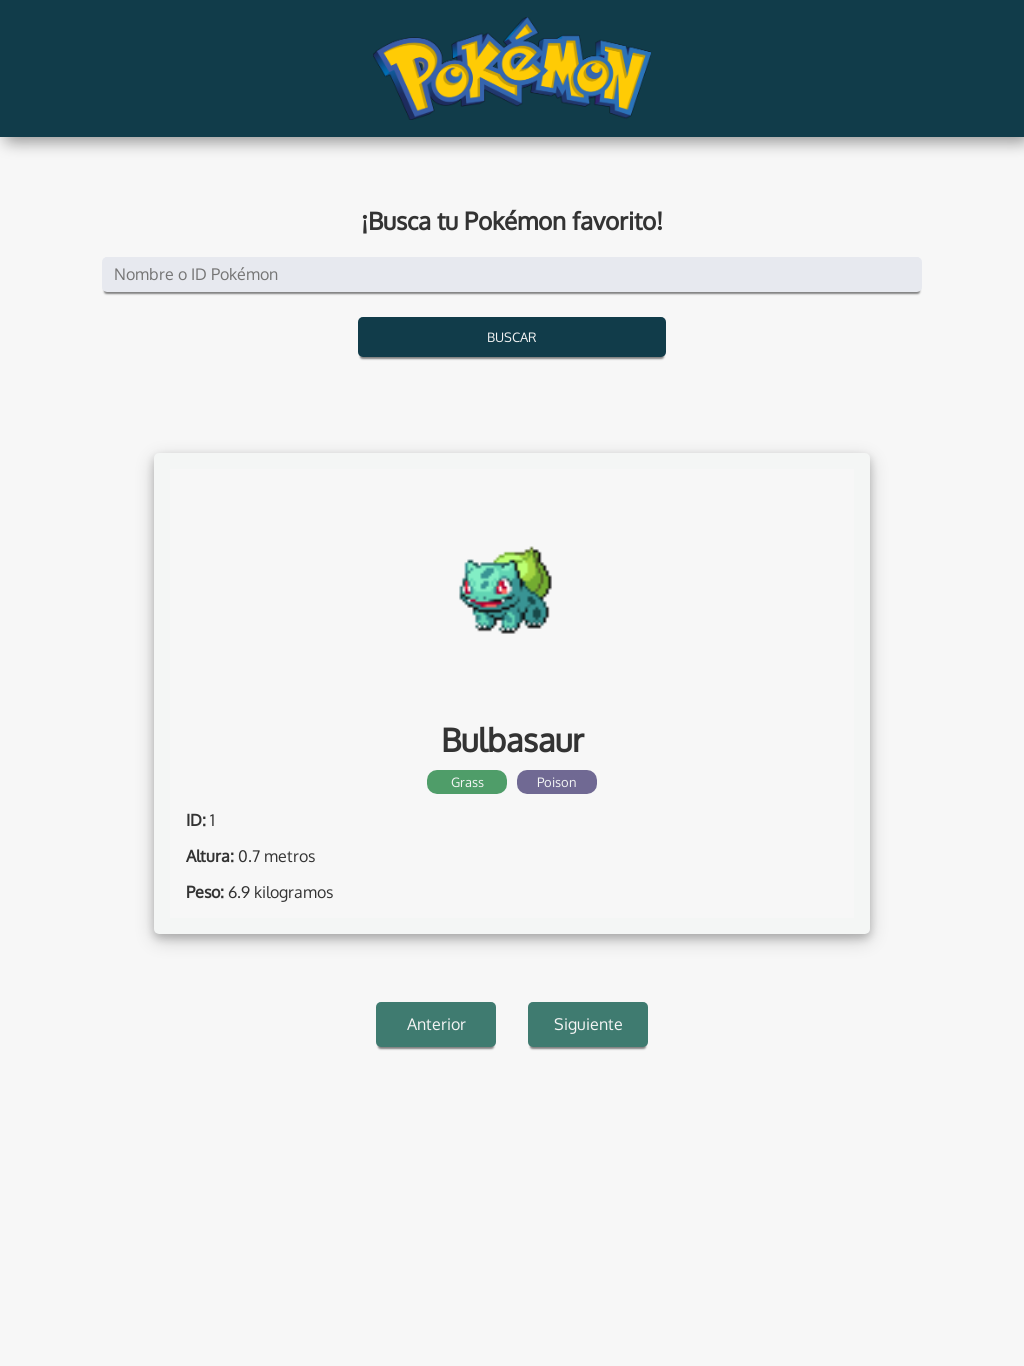 Pokémon
¡Busca tu Pokémon favorito!
Nombre o ID Pokémon
BUSCAR
Bulbasaur
Grass Poison
ID: 1
Altura: 0.7 metros
Peso: 6.9 kilogramos
Anterior Siguiente